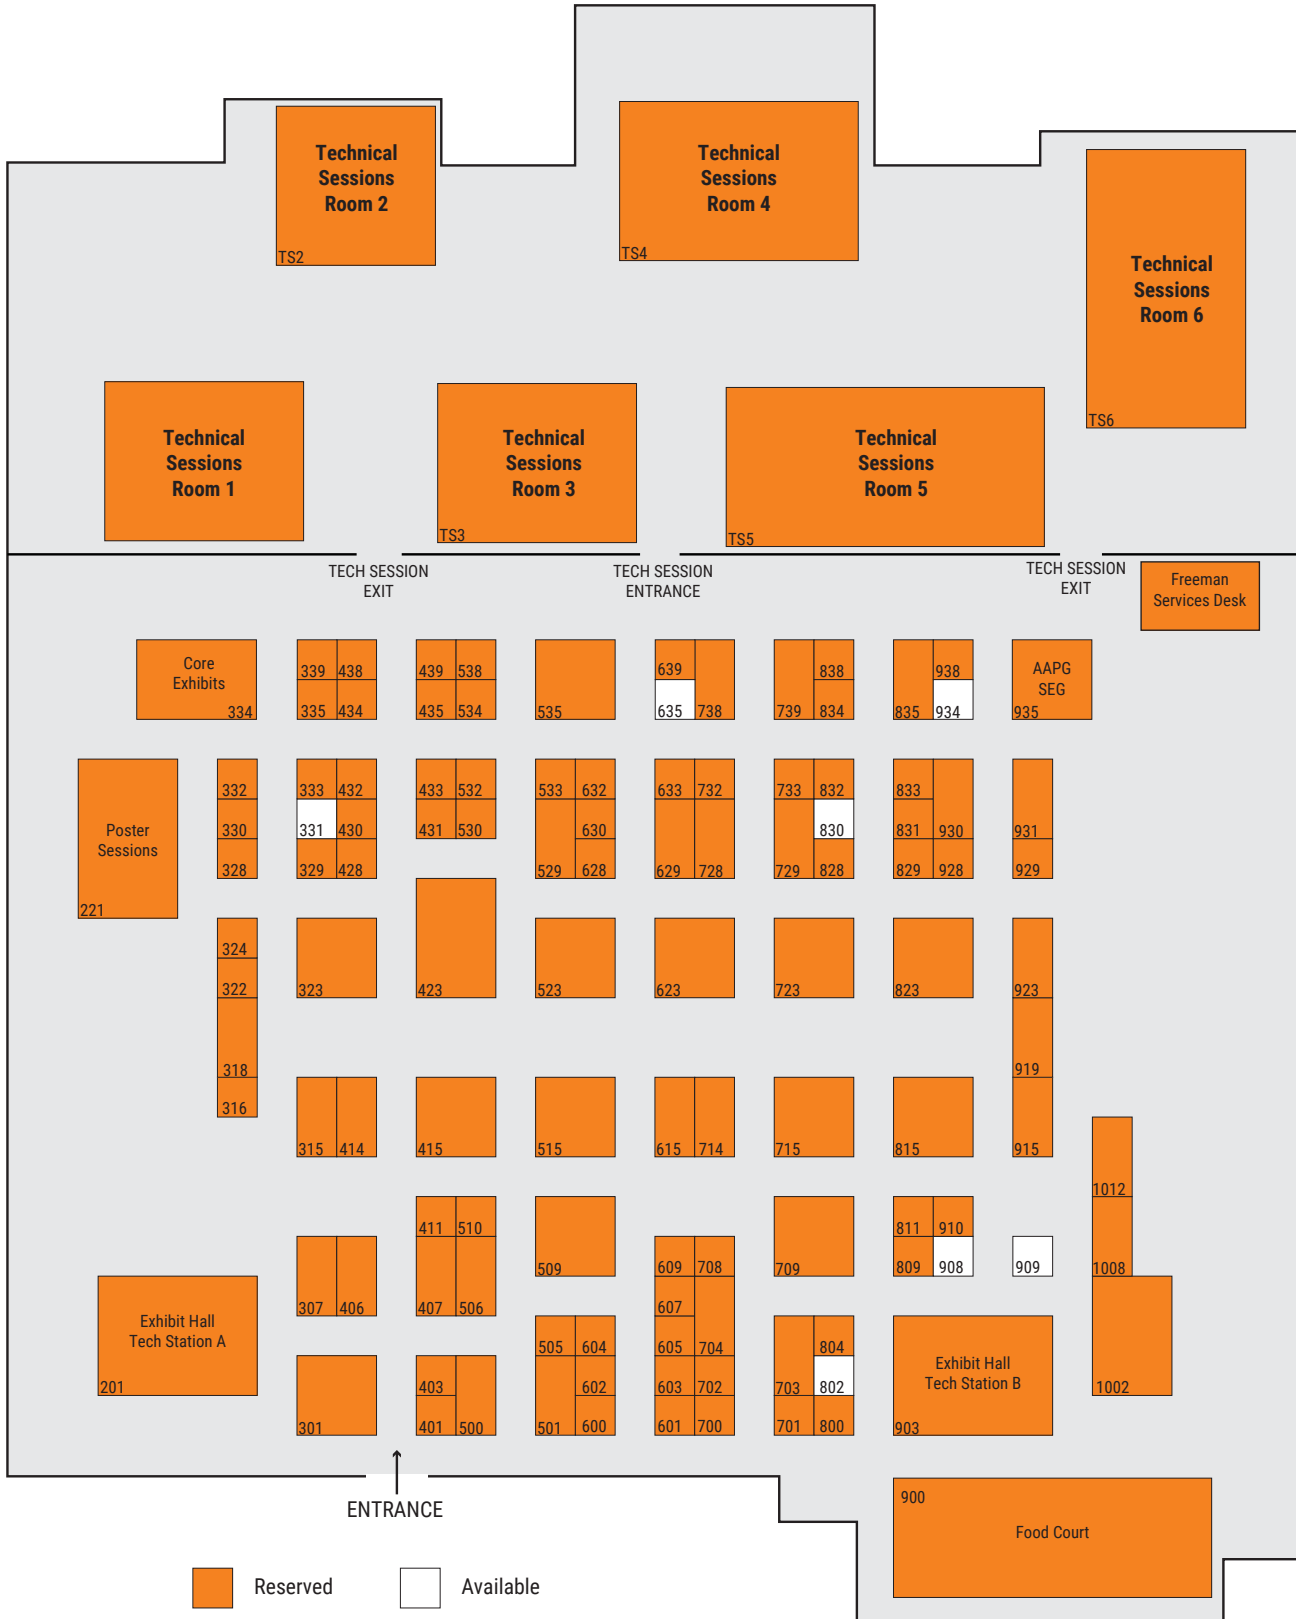 Technical
Sessions
Room 2
TS2
Technical
Sessions
Room 4
TS4
Technical
Sessions
Room 6
TS6
Technical
Sessions
Room 1
Technical
Sessions
Room 3
TS3
Technical
Sessions
Room 5
TS5
TECH SESSION
EXIT
TECH SESSION
ENTRANCE
TECH SESSION
EXIT
Freeman
Services Desk
Core
Exhibits
334
339 438 439 538 639 838 938
AAPG
SEG
335 434 435 534 535 635 738 739 834 835 934 935
Poster
Sessions
221
332 333 432 433 532 533 632 633 732 733 832 833
330 331 430 431 530 630 830 831 930 931
328 329 428 529 628 629 728 729 828 829 928 929
324
322 323 423 523 623 723 823 923
318 919
316
315 414 415 515 615 714 715 815 915
1012
411 510 811 910
509 609 708 709 809 908 909 1008
307 406 407 506 607
Exhibit Hall
Tech Station A
201
505 604 605 704 804
403 602 603 702 703 802
Exhibit Hall
Tech Station B
903
1002
301 401 500 501 600 601 700 701 800
ENTRANCE
900
Food Court
Reserved
Available